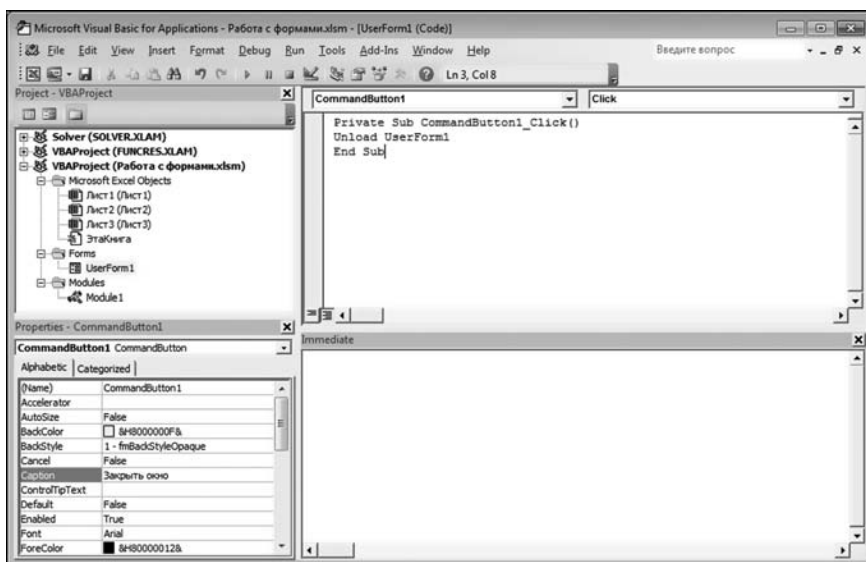 Microsoft Visual Basic for Applications - Работа с формами.xlsm - [UserForm1 (Code)]
File Edit View Insert Format Debug Run Tools Add-Ins Window Help
Введите вопрос
Ln 3, Col 8
Project - VBAProject
Solver (SOLVER.XLAM)
VBAProject (FUNCRES.XLAM)
VBAProject (Работа с формами.xlsm)
Microsoft Excel Objects
Лист1 (Лист1)
Лист2 (Лист2)
Лист3 (Лист3)
ЭтаКнига
Forms
UserForm1
Modules
Module1
Properties - CommandButton1
CommandButton1 CommandButton
Alphabetic Categorized
(Name) CommandButton1
Accelerator
AutoSize False
BackColor &H8000000F&
BackStyle 1 - fmBackStyleOpaque
Cancel False
Caption Закрыть окно
ControlTipText
Default False
Enabled True
Font Arial
ForeColor &H80000012&
CommandButton1 Click
Private Sub CommandButton1_Click()
Unload UserForm1
End Sub
Immediate